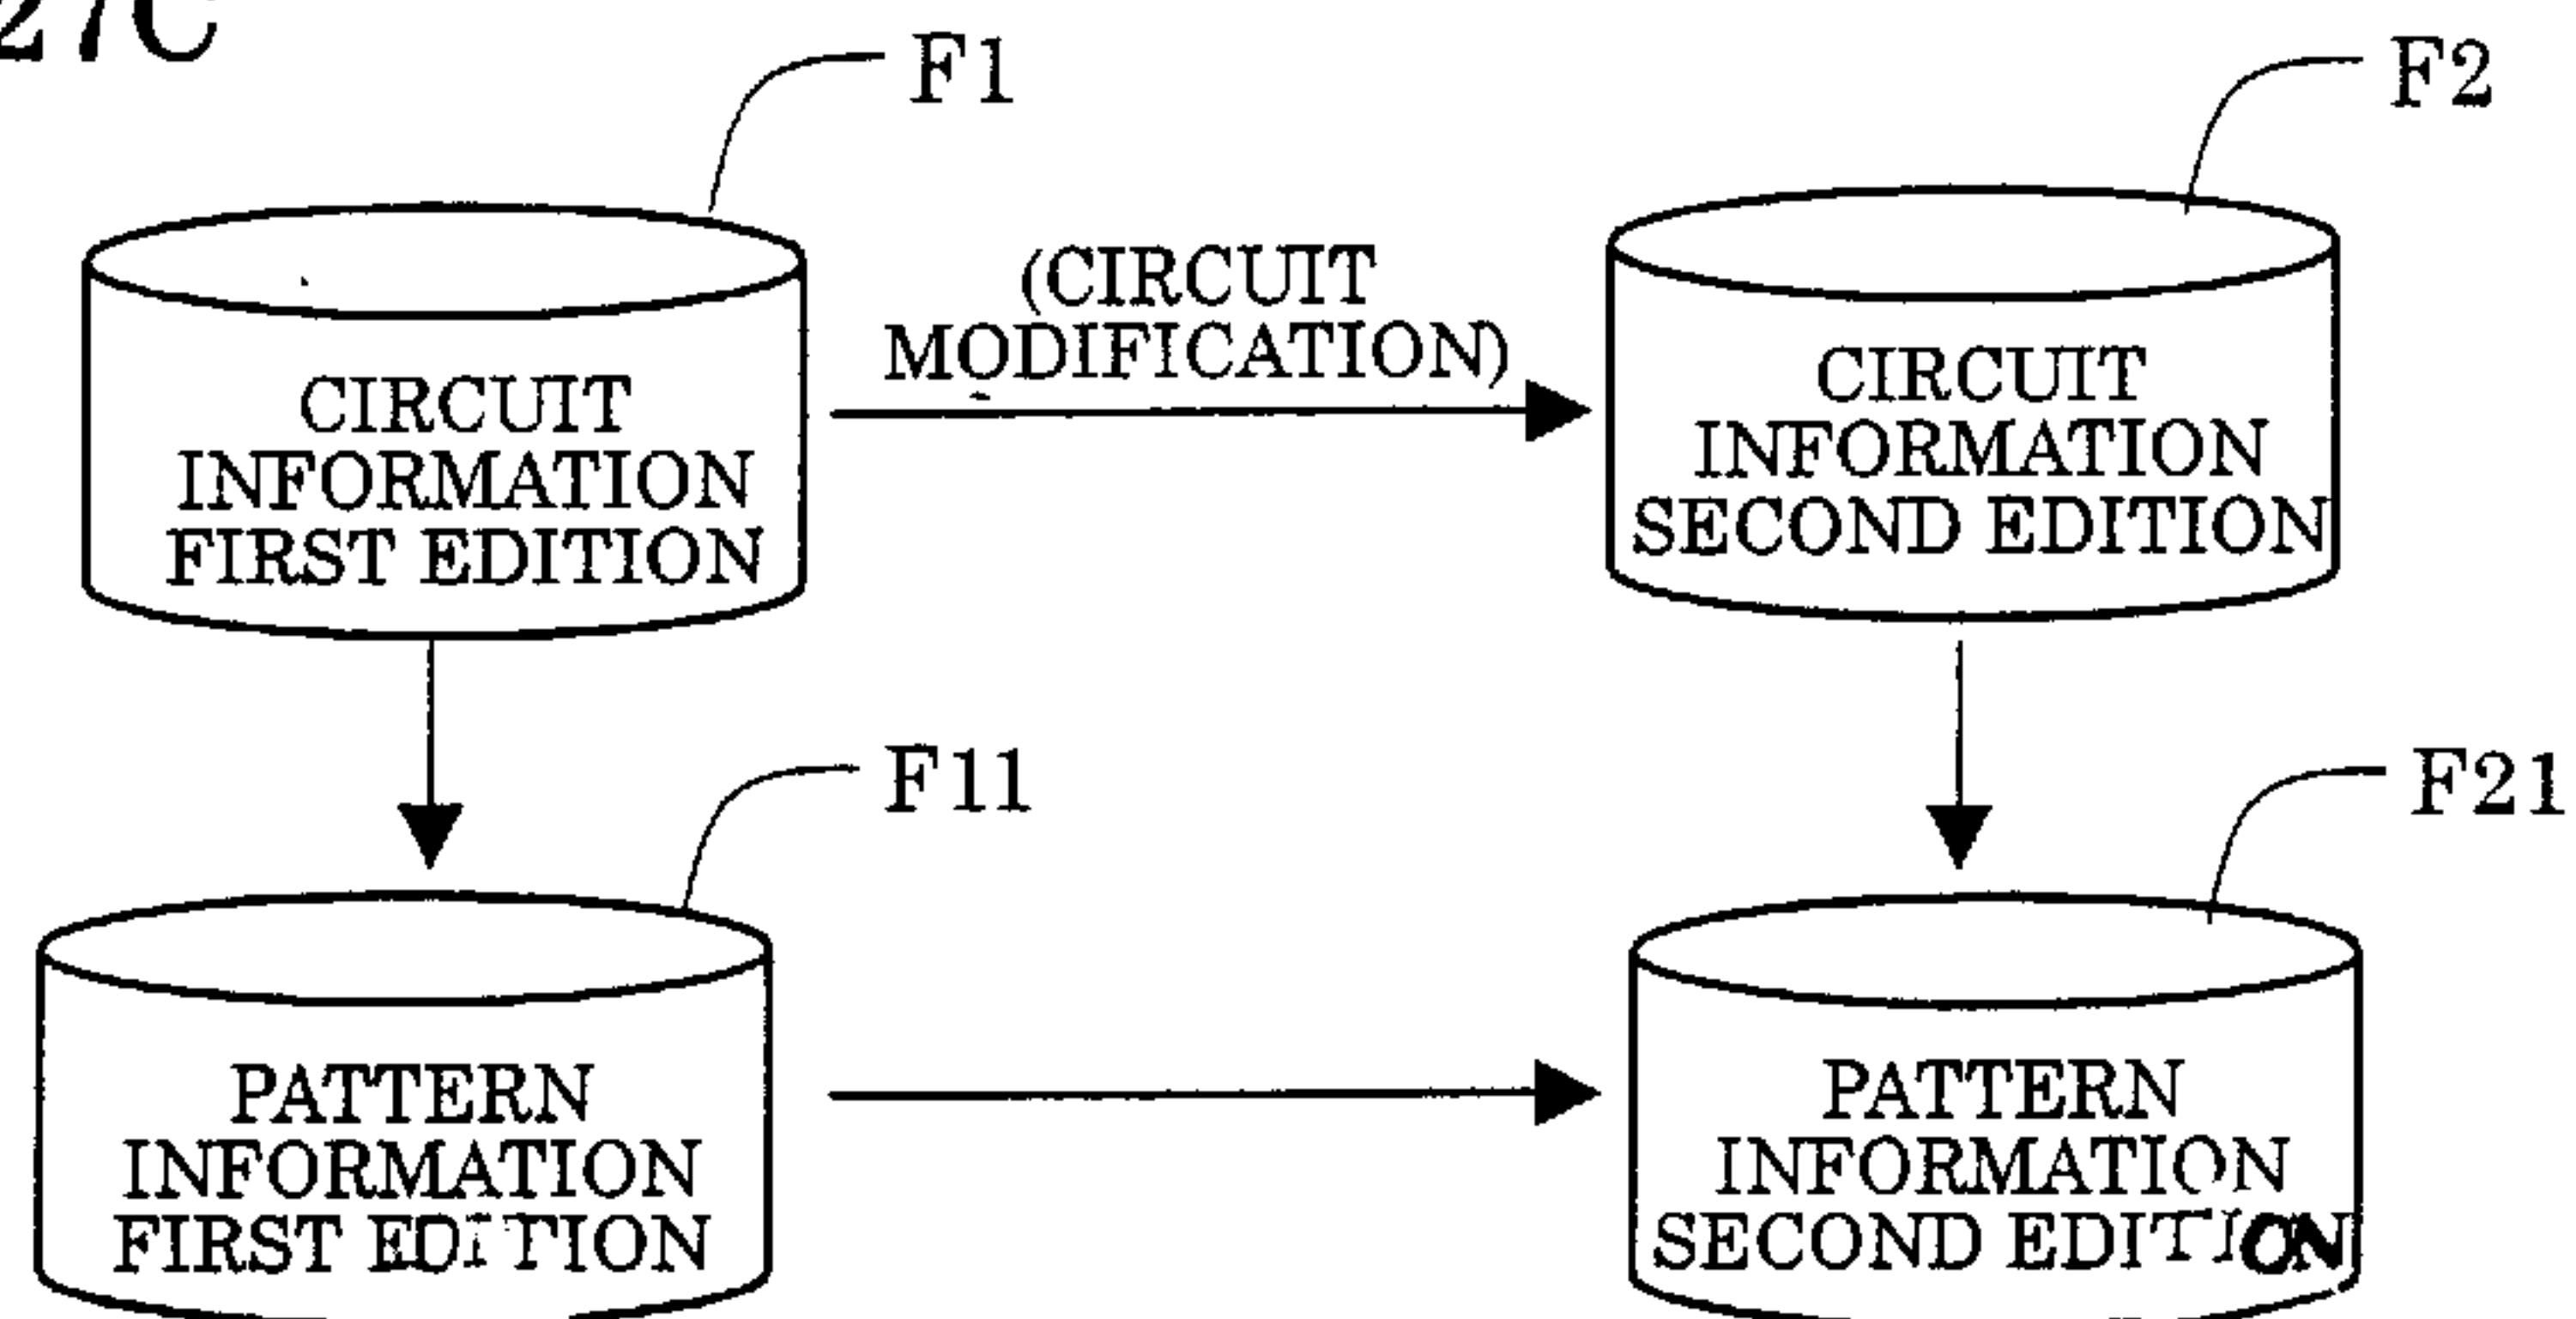 27C
F1
F2
(CIRCUIT
MODIFICATION)
CIRCUIT
INFORMATION
FIRST EDITION
CIRCUIT
INFORMATION
SECOND EDITION
F11
F21
PATTERN
INFORMATION
FIRST EDITION
PATTERN
INFORMATION
SECOND EDITION